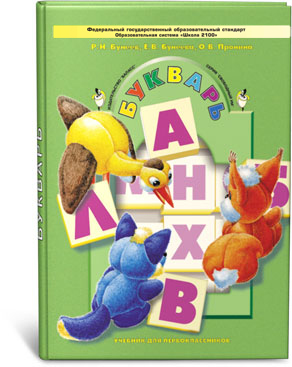 Федеральный государственный образовательный стандарт
Образовательная система «Школа 2100»
Р.Н. Бунеев, Е.В. Бунеева, О.В. Пронина
БУКВАРЬ
А
Н
Л
Б
Х
В
УЧЕБНИК ДЛЯ ПЕРВОКЛАССНИКОВ
БУКВАРЬ